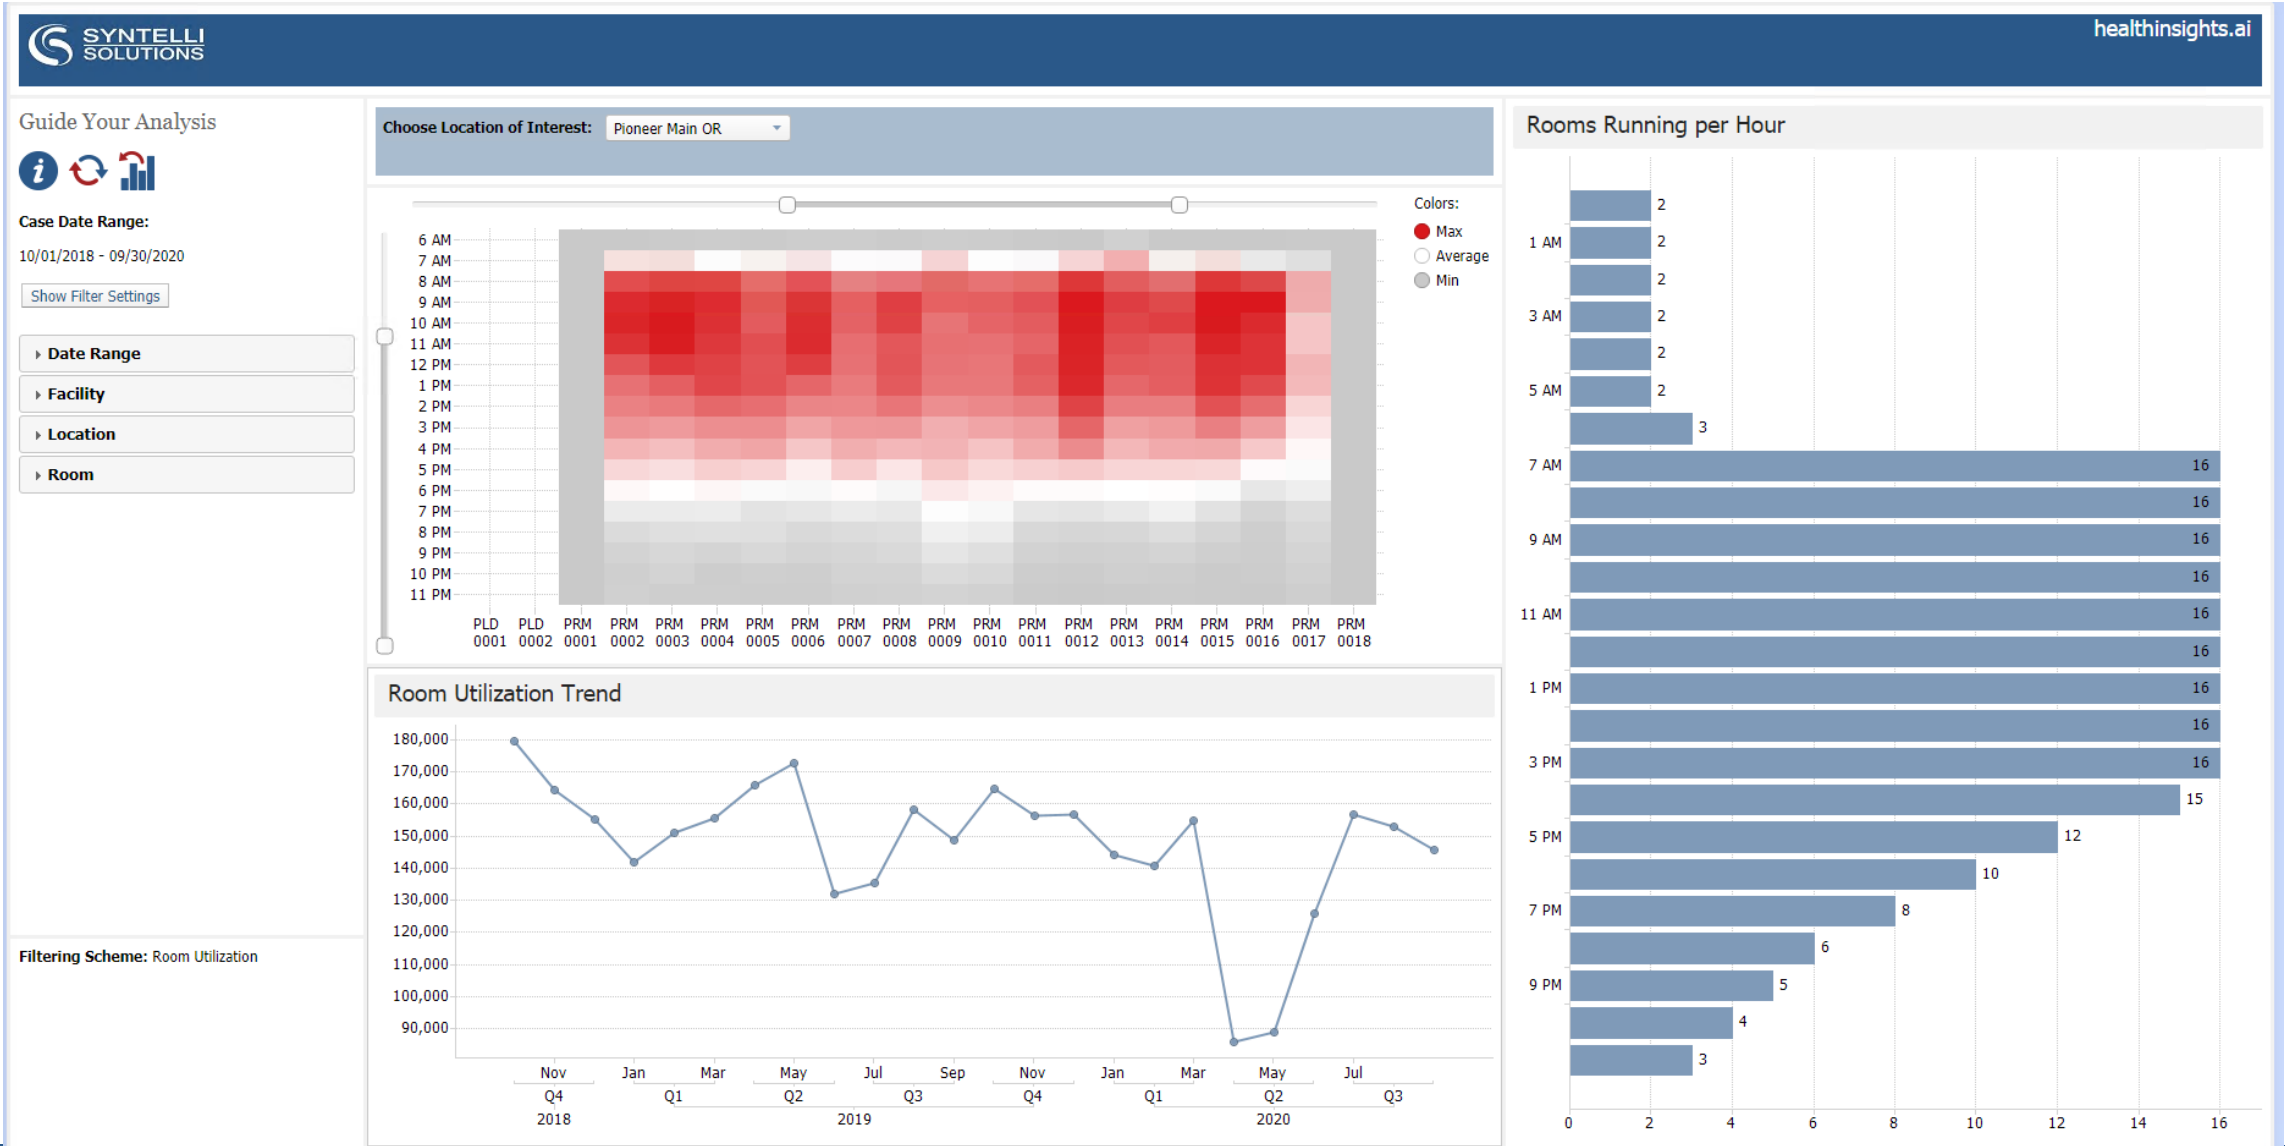 SYNTELLI
SOLUTIONS
healthinsights.ai
Guide Your Analysis
Case Date Range:
10/01/2018 - 09/30/2020
Show Filter Settings
Date Range
Facility
Location
Room
Filtering Scheme: Room Utilization
Choose Location of Interest: Pioneer Main OR
6 AM
7 AM
8 AM
9 AM
10 AM
11 AM
12 PM
1 PM
2 PM
3 PM
4 PM
5 PM
6 PM
7 PM
8 PM
9 PM
10 PM
11 PM
PLD PLD PRM PRM PRM PRM PRM PRM PRM PRM PRM PRM PRM PRM PRM PRM PRM PRM PRM PRM
0001 0002 0001 0002 0003 0004 0005 0006 0007 0008 0009 0010 0011 0012 0013 0014 0015 0016 0017 0018
Colors:
Max
Average
Min
Room Utilization Trend
180,000
170,000
160,000
150,000
140,000
130,000
120,000
110,000
100,000
90,000
Nov Jan Mar May Jul Sep Nov Jan Mar May Jul
Q4 Q1 Q2 Q3 Q4 Q1 Q2 Q3
2018 2019 2020
Rooms Running per Hour
2
1 AM 2
2
3 AM 2
2
5 AM 2
3
7 AM 16
16
9 AM 16
16
11 AM 16
16
1 PM 16
16
3 PM 16
15
5 PM 12
10
7 PM 8
6
9 PM 5
4
3
0 2 4 6 8 10 12 14 16